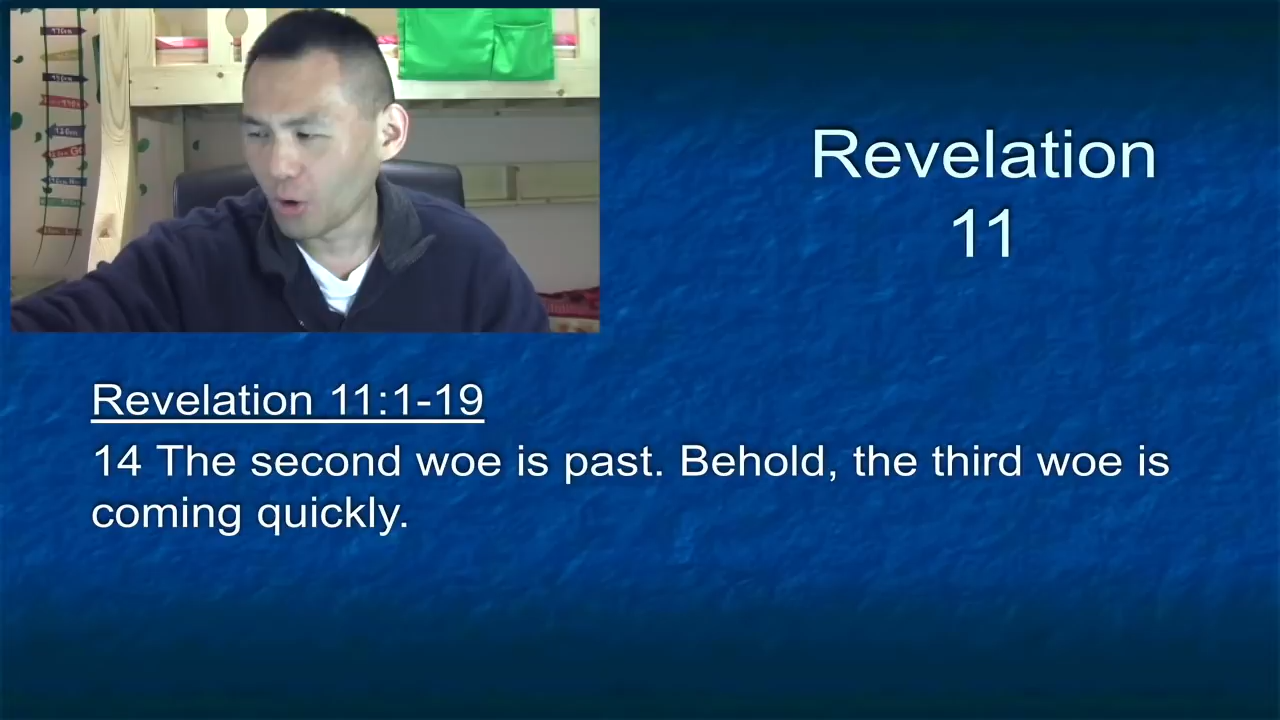 Revelation
11
Revelation 11:1-19
14 The second woe is past. Behold, the third woe is
coming quickly.